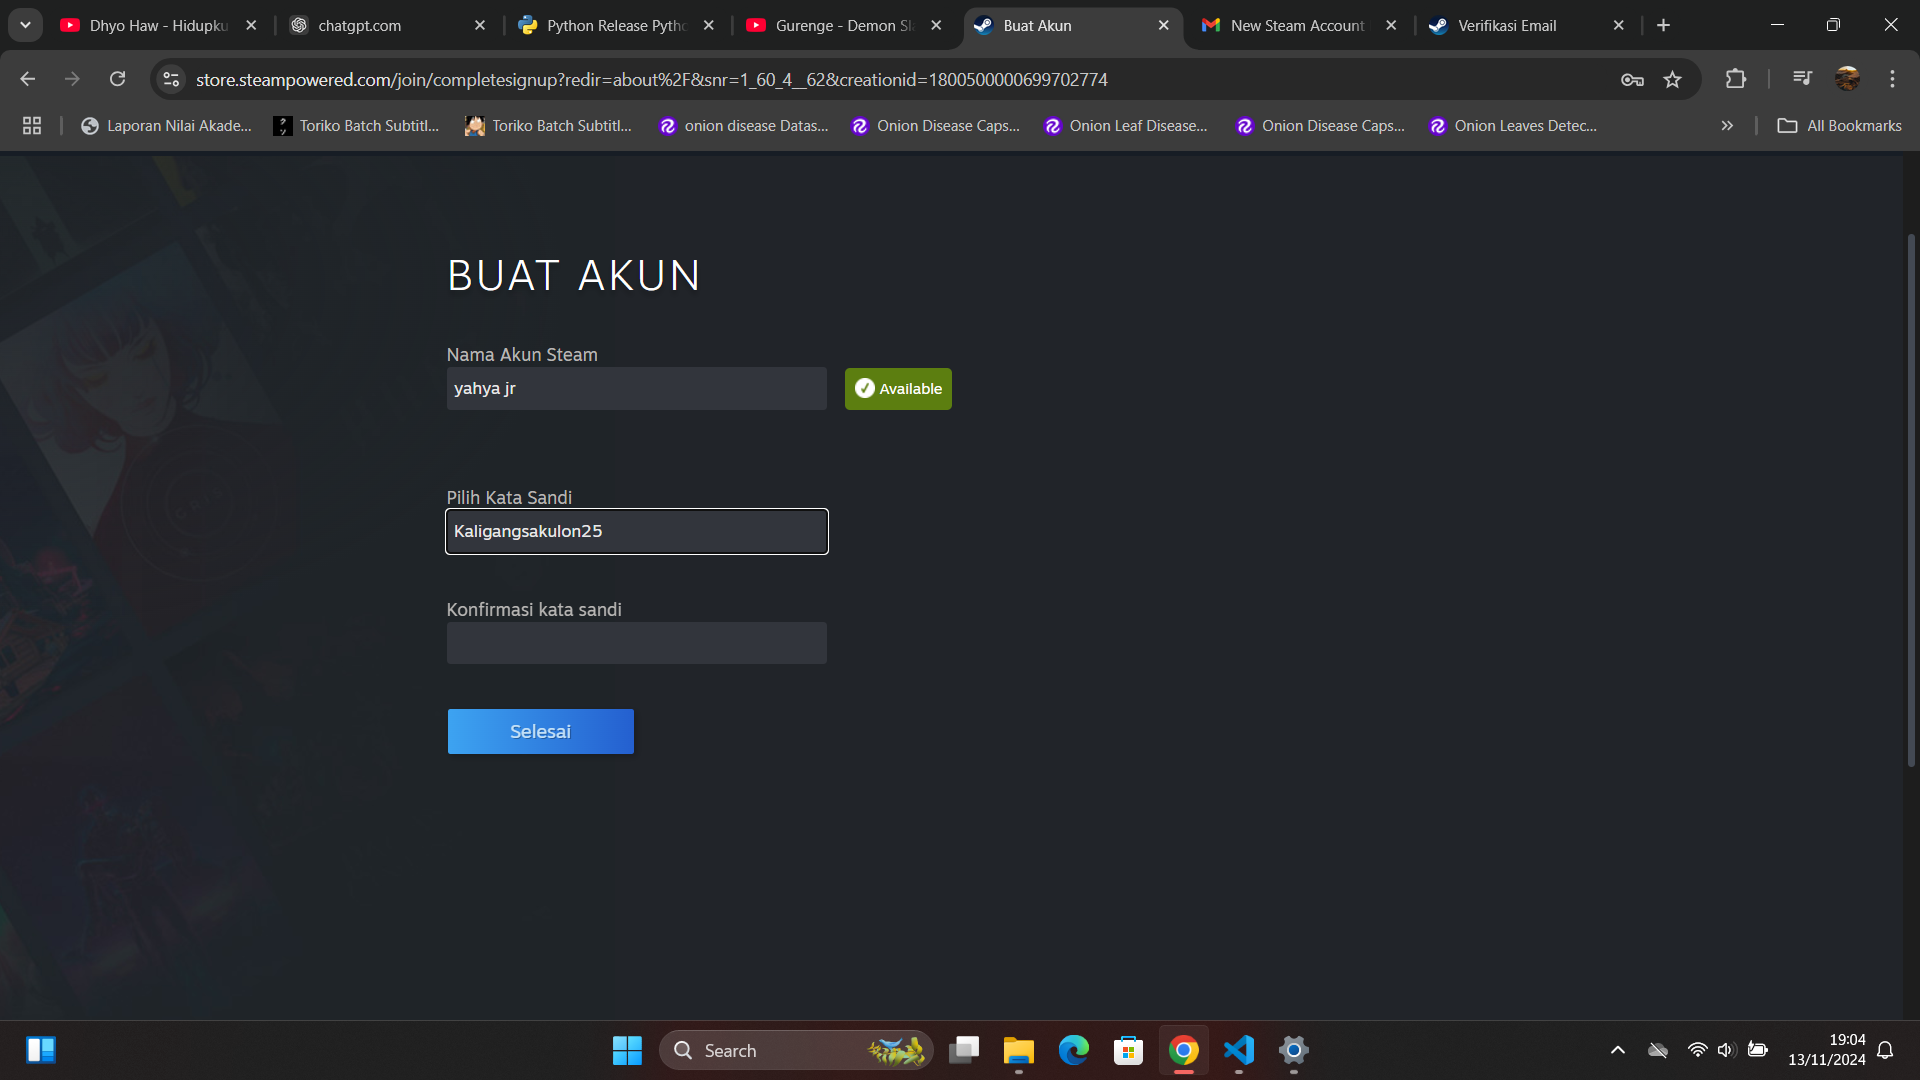 Dhyo Haw - Hidupku
chatgpt.com
Python Release Pytho
Gurenge - Demon Sl
Buat Akun
New Steam Account
Verifikasi Email
store.steampowered.com/join/completesignup?redir=about%2F&snr=1_60_4__62&creationid=1800500000699702774
Laporan Nilai Akade...
Toriko Batch Subtitl...
Toriko Batch Subtitl...
onion disease Datas...
Onion Disease Caps...
Onion Leaf Disease...
Onion Disease Caps...
Onion Leaves Detec...
All Bookmarks
BUAT AKUN
Nama Akun Steam
yahya jr
Available
Pilih Kata Sandi
Kaligangsakulon25
Konfirmasi kata sandi
Selesai
Search
19:04
13/11/2024